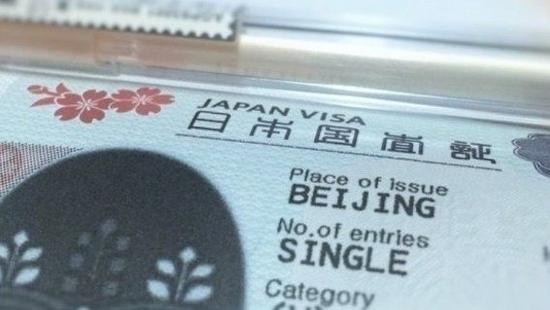 JAPAN VISA
日本国査証
Place of issue
BEIJING
No.of entries
SINGLE
Category